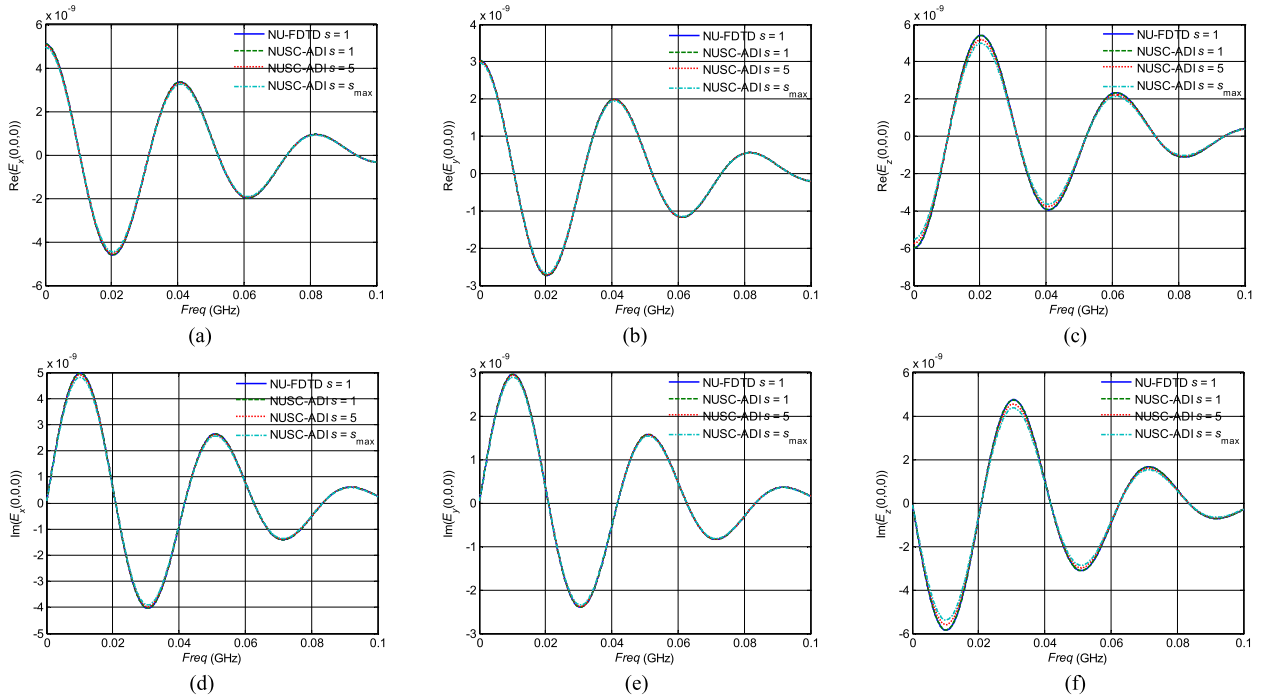 x 10^-9
6
4
2
0
-2
-4
-6
Re(E_x(0,0,0))
NU-FDTD s = 1
NUSC-ADI s = 1
NUSC-ADI s = 5
NUSC-ADI s = s_max
0 0.02 0.04 0.06 0.08 0.1
Freq (GHz)
(a)
x 10^-9
4
3
2
1
0
-1
-2
-3
Re(E_y(0,0,0))
NU-FDTD s = 1
NUSC-ADI s = 1
NUSC-ADI s = 5
NUSC-ADI s = s_max
0 0.02 0.04 0.06 0.08 0.1
Freq (GHz)
(b)
x 10^-9
6
4
2
0
-2
-4
-6
-8
Re(E_z(0,0,0))
NU-FDTD s = 1
NUSC-ADI s = 1
NUSC-ADI s = 5
NUSC-ADI s = s_max
0 0.02 0.04 0.06 0.08 0.1
Freq (GHz)
(c)
x 10^-9
5
4
3
2
1
0
-1
-2
-3
-4
-5
Im(E_x(0,0,0))
NU-FDTD s = 1
NUSC-ADI s = 1
NUSC-ADI s = 5
NUSC-ADI s = s_max
0 0.02 0.04 0.06 0.08 0.1
Freq (GHz)
(d)
x 10^-9
3
2
1
0
-1
-2
-3
Im(E_y(0,0,0))
NU-FDTD s = 1
NUSC-ADI s = 1
NUSC-ADI s = 5
NUSC-ADI s = s_max
0 0.02 0.04 0.06 0.08 0.1
Freq (GHz)
(e)
x 10^-9
6
4
2
0
-2
-4
-6
Im(E_z(0,0,0))
NU-FDTD s = 1
NUSC-ADI s = 1
NUSC-ADI s = 5
NUSC-ADI s = s_max
0 0.02 0.04 0.06 0.08 0.1
Freq (GHz)
(f)